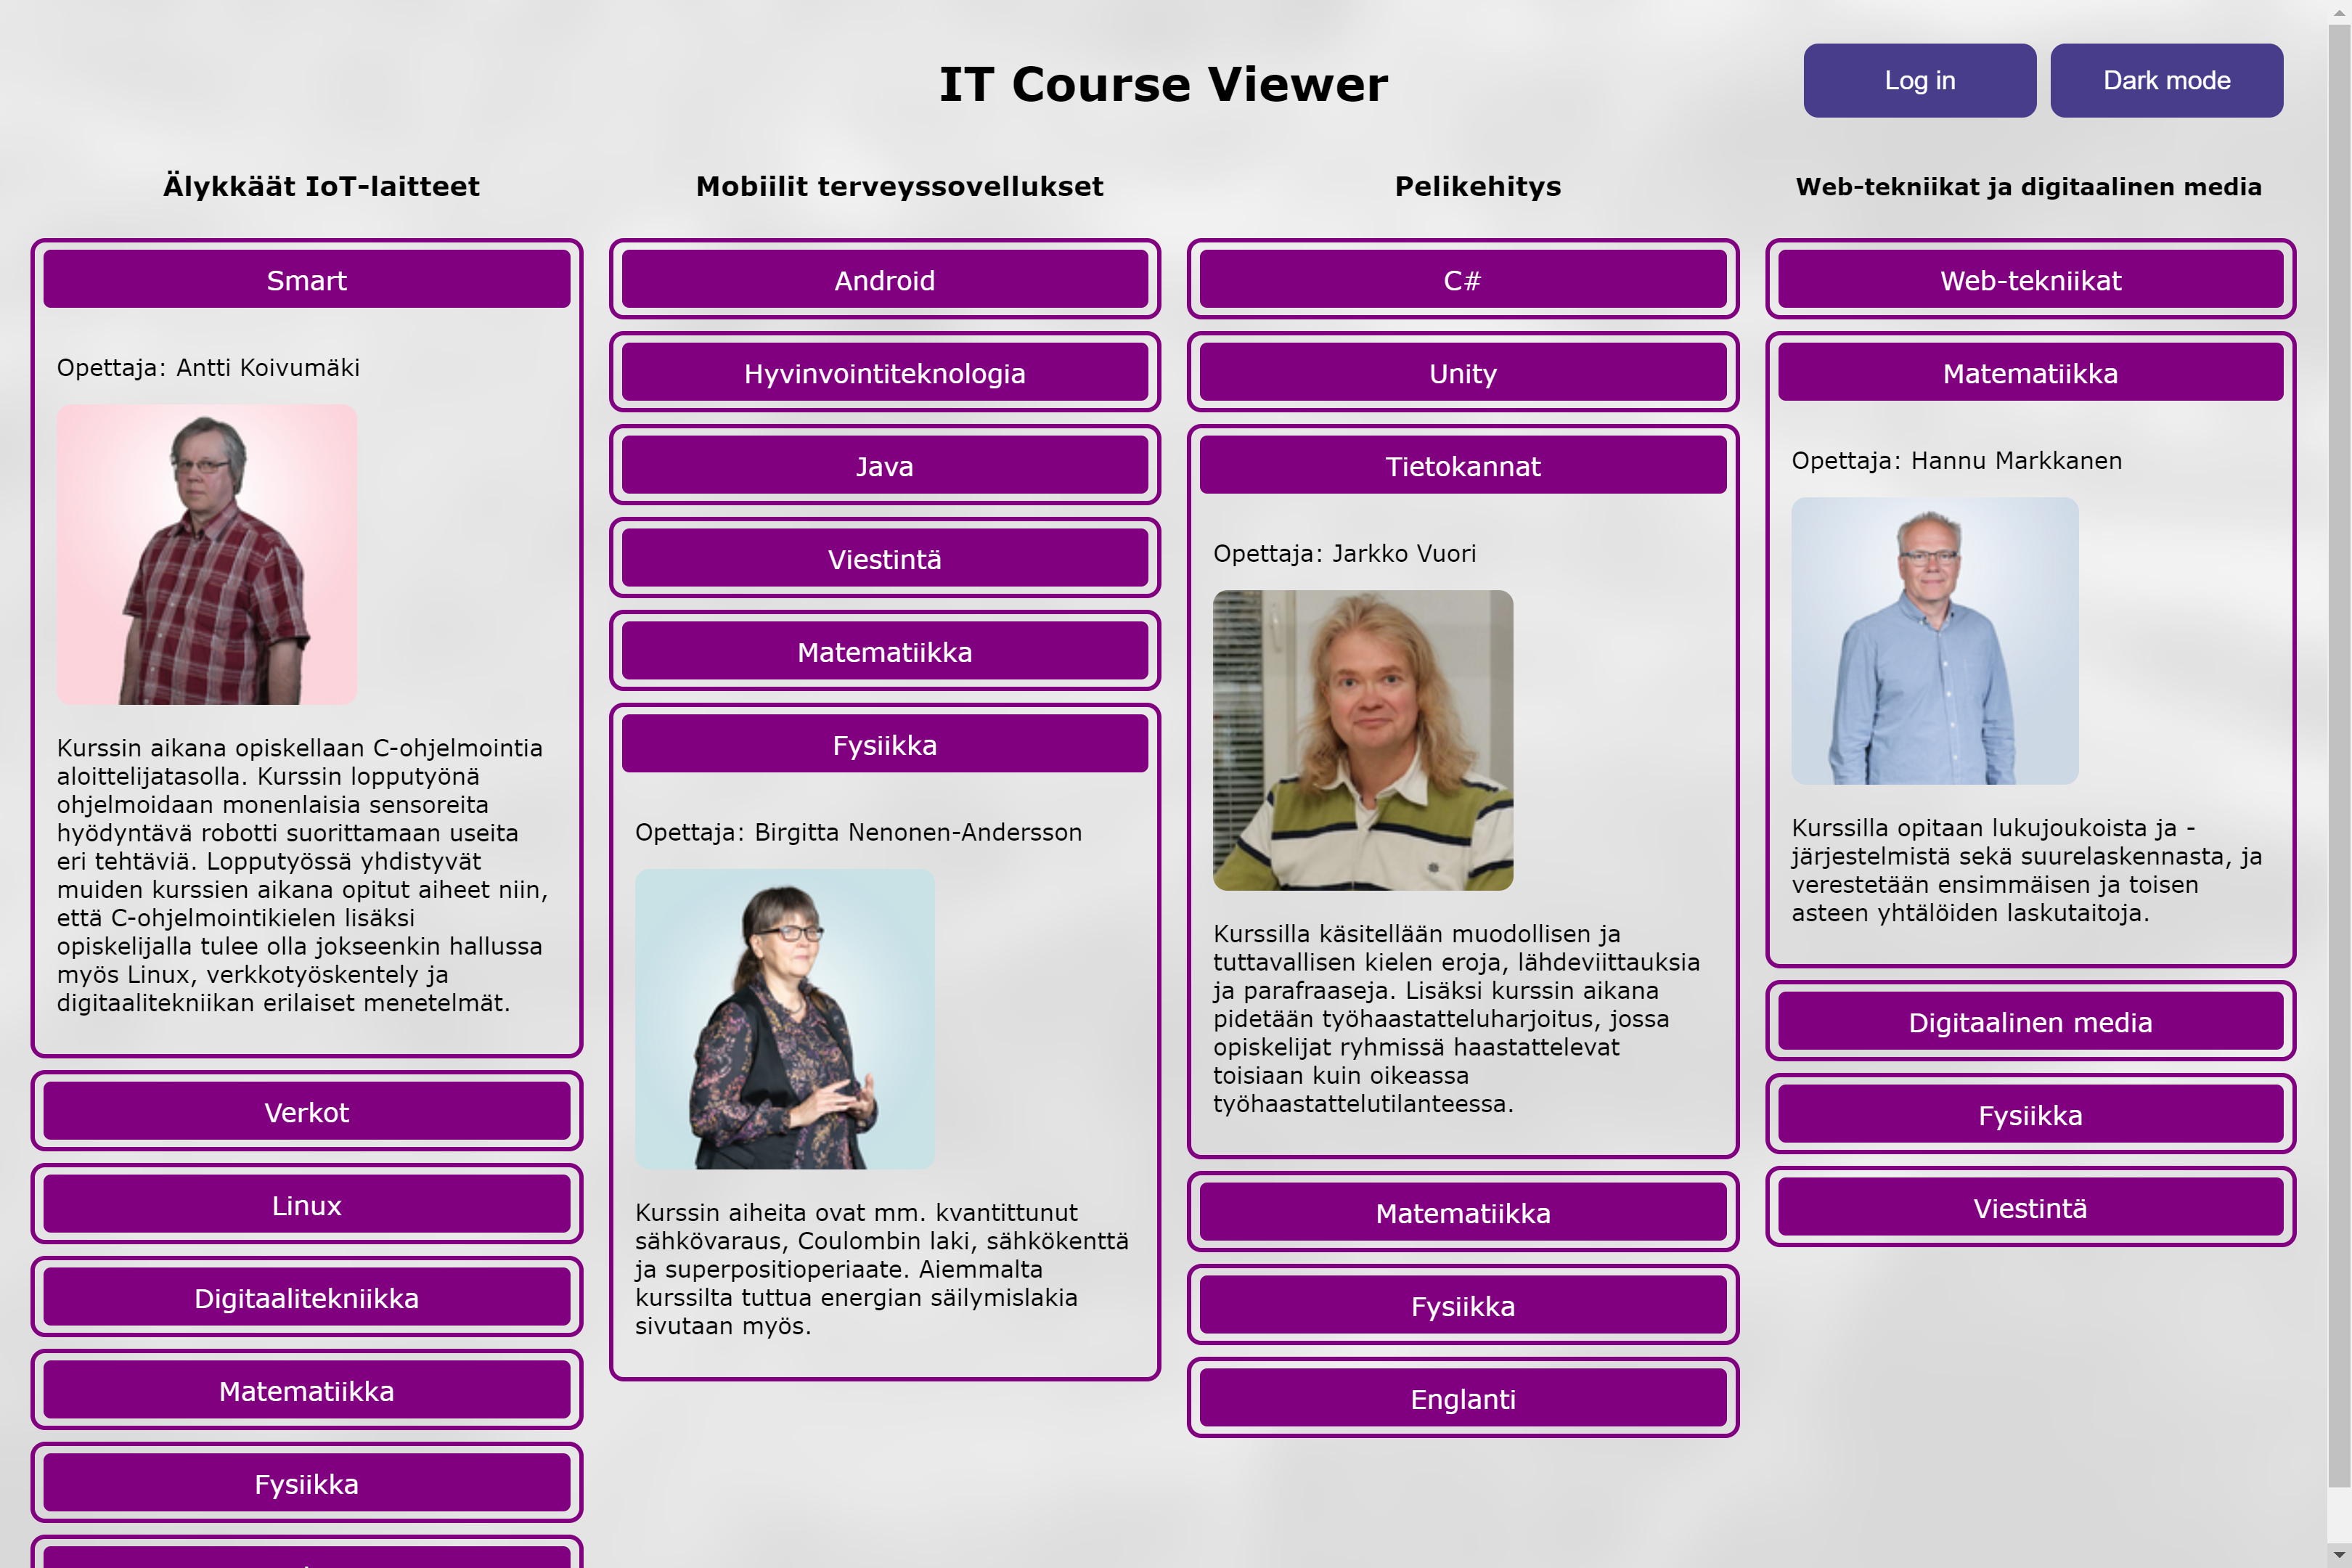 IT Course Viewer
Log in
Dark mode
Älykkäät IoT-laitteet
Smart
Opettaja: Antti Koivumäki
Kurssin aikana opiskellaan C-ohjelmointia
aloittelijatasolla. Kurssin lopputyönä
ohjelmoidaan monenlaisia sensoreita
hyödyntävä robotti suorittamaan useita
eri tehtäviä. Lopputyössä yhdistyvät
muiden kurssien aikana opitut aiheet niin,
että C-ohjelmointikielen lisäksi
opiskelijalla tulee olla jokseenkin hallussa
myös Linux, verkkotyöskentely ja
digitaalitekniikan erilaiset menetelmät.
Verkot
Linux
Digitaalitekniikka
Matematiikka
Fysiikka
Mobiilit terveyssovellukset
Android
Hyvinvointiteknologia
Java
Viestintä
Matematiikka
Fysiikka
Opettaja: Birgitta Nenonen-Andersson
Kurssin aiheita ovat mm. kvantittunut
sähkövaraus, Coulombin laki, sähkökenttä
ja superpositioperiaate. Aiemmalta
kurssilta tuttua energian säilymislakia
sivutaan myös.
Pelikehitys
C#
Unity
Tietokannat
Opettaja: Jarkko Vuori
Kurssilla käsitellään muodollisen ja
tuttavallisen kielen eroja, lähdeviittauksia
ja parafraaseja. Lisäksi kurssin aikana
pidetään työhaastatteluharjoitus, jossa
opiskelijat ryhmissä haastattelevat
toisiaan kuin oikeassa
työhaastattelutilanteessa.
Matematiikka
Fysiikka
Englanti
Web-tekniikat ja digitaalinen media
Web-tekniikat
Matematiikka
Opettaja: Hannu Markkanen
Kurssilla opitaan lukujoukoista ja -
järjestelmistä sekä suurelaskennasta, ja
verestetään ensimmäisen ja toisen
asteen yhtälöiden laskutaitoja.
Digitaalinen media
Fysiikka
Viestintä